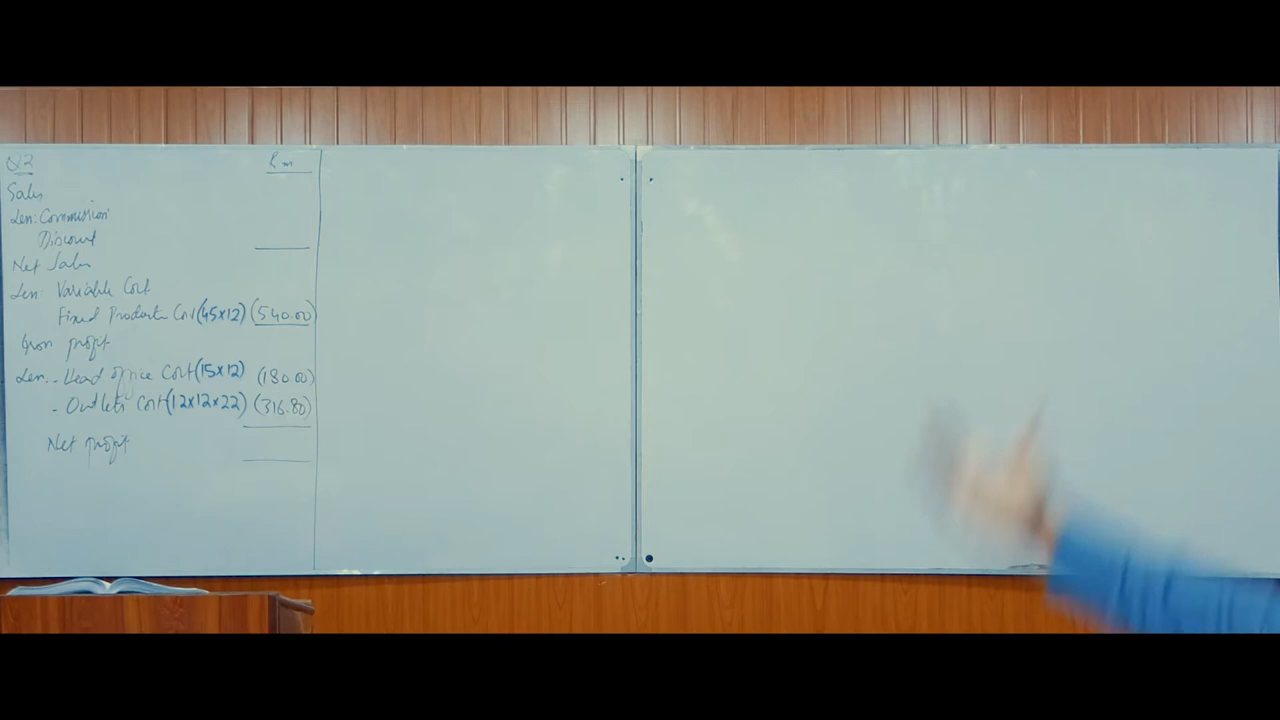 Q2
Rm
Sales
Less: Commission
Discount
Net Sales
Less: Variable Cost
Fixed Production Cost (45x12) (540.00)
Gross profit
Less: - Head office Cost (15x12) (180.00)
- Outlets Cost (12x12x22) (316.80)
Net profit